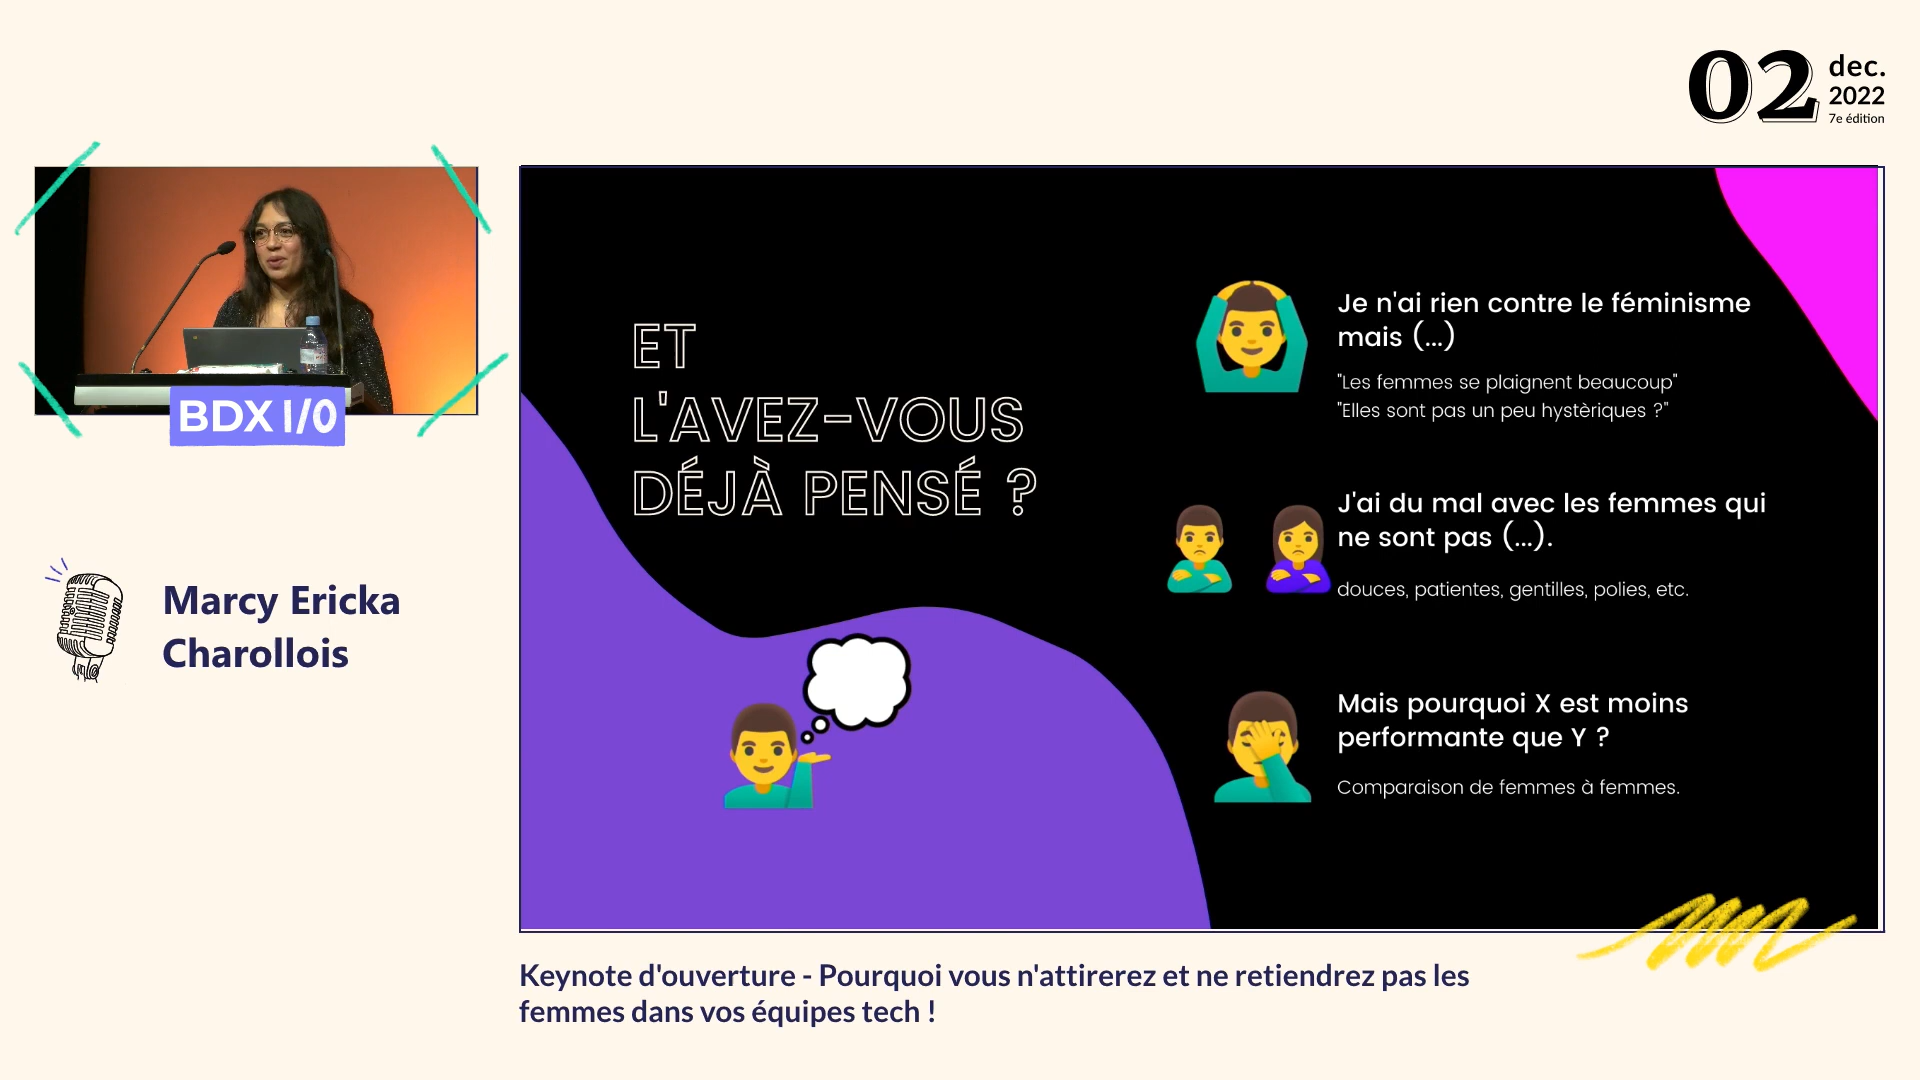 02
dec.
2022
7e édition
BDX I/O
Marcy Ericka
Charollois
ET
L'AVEZ-VOUS
DÉJÀ PENSÉ ?
Je n'ai rien contre le féminisme
mais (...)
"Les femmes se plaignent beaucoup"
"Elles sont pas un peu hystèriques ?"
J'ai du mal avec les femmes qui
ne sont pas (...).
douces, patientes, gentilles, polies, etc.
Mais pourquoi X est moins
performante que Y ?
Comparaison de femmes à femmes.
Keynote d'ouverture - Pourquoi vous n'attirerez et ne retiendrez pas les
femmes dans vos équipes tech !